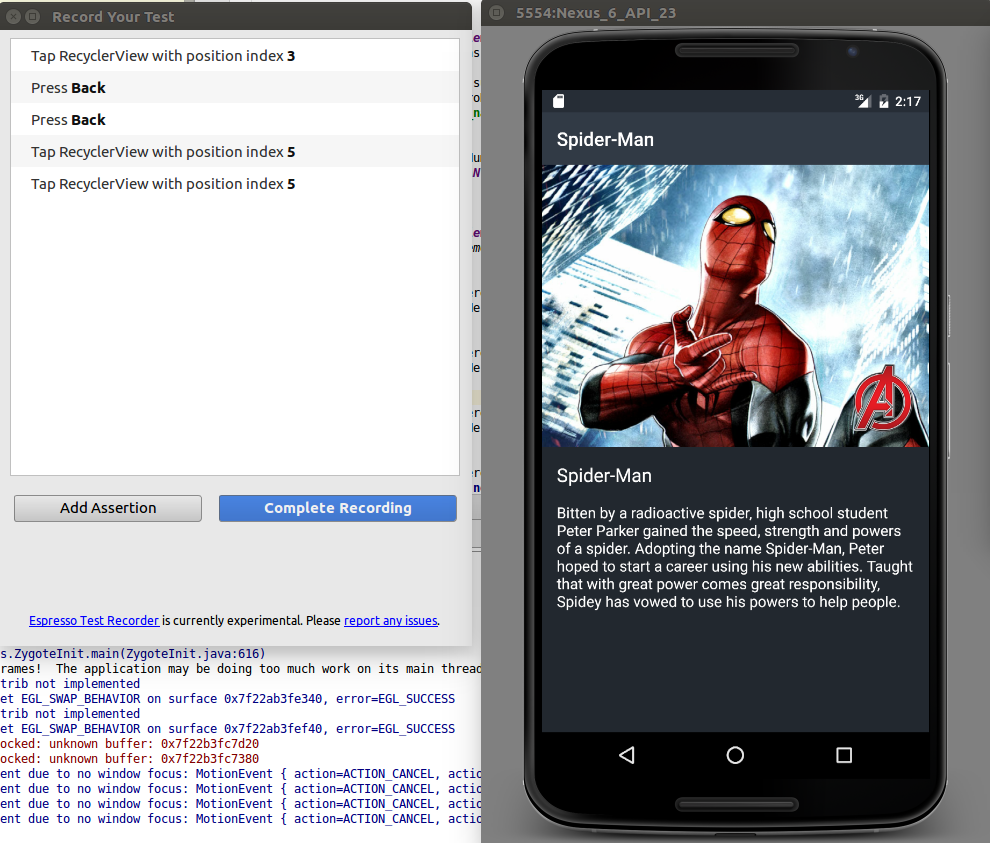 Record Your Test
Tap RecyclerView with position index 3
Press Back
Press Back
Tap RecyclerView with position index 5
Tap RecyclerView with position index 5
Add Assertion
Complete Recording
Espresso Test Recorder is currently experimental. Please report any issues.
s.ZygoteInit.main(ZygoteInit.java:616)
rames!  The application may be doing too much work on its main thread
trib not implemented
et EGL_SWAP_BEHAVIOR on surface 0x7f22ab3fe340, error=EGL_SUCCESS
trib not implemented
et EGL_SWAP_BEHAVIOR on surface 0x7f22ab3fef40, error=EGL_SUCCESS
ocked: unknown buffer: 0x7f22b3fc7d20
ocked: unknown buffer: 0x7f22b3fc7380
ent due to no window focus: MotionEvent { action=ACTION_CANCEL, actio
ent due to no window focus: MotionEvent { action=ACTION_CANCEL, actio
ent due to no window focus: MotionEvent { action=ACTION_CANCEL, actio
ent due to no window focus: MotionEvent { action=ACTION_CANCEL, actio
5554:Nexus_6_API_23
3G 2:17
Spider-Man
A
Spider-Man
Bitten by a radioactive spider, high school student
Peter Parker gained the speed, strength and powers
of a spider. Adopting the name Spider-Man, Peter
hoped to start a career using his new abilities. Taught
that with great power comes great responsibility,
Spidey has vowed to use his powers to help people.